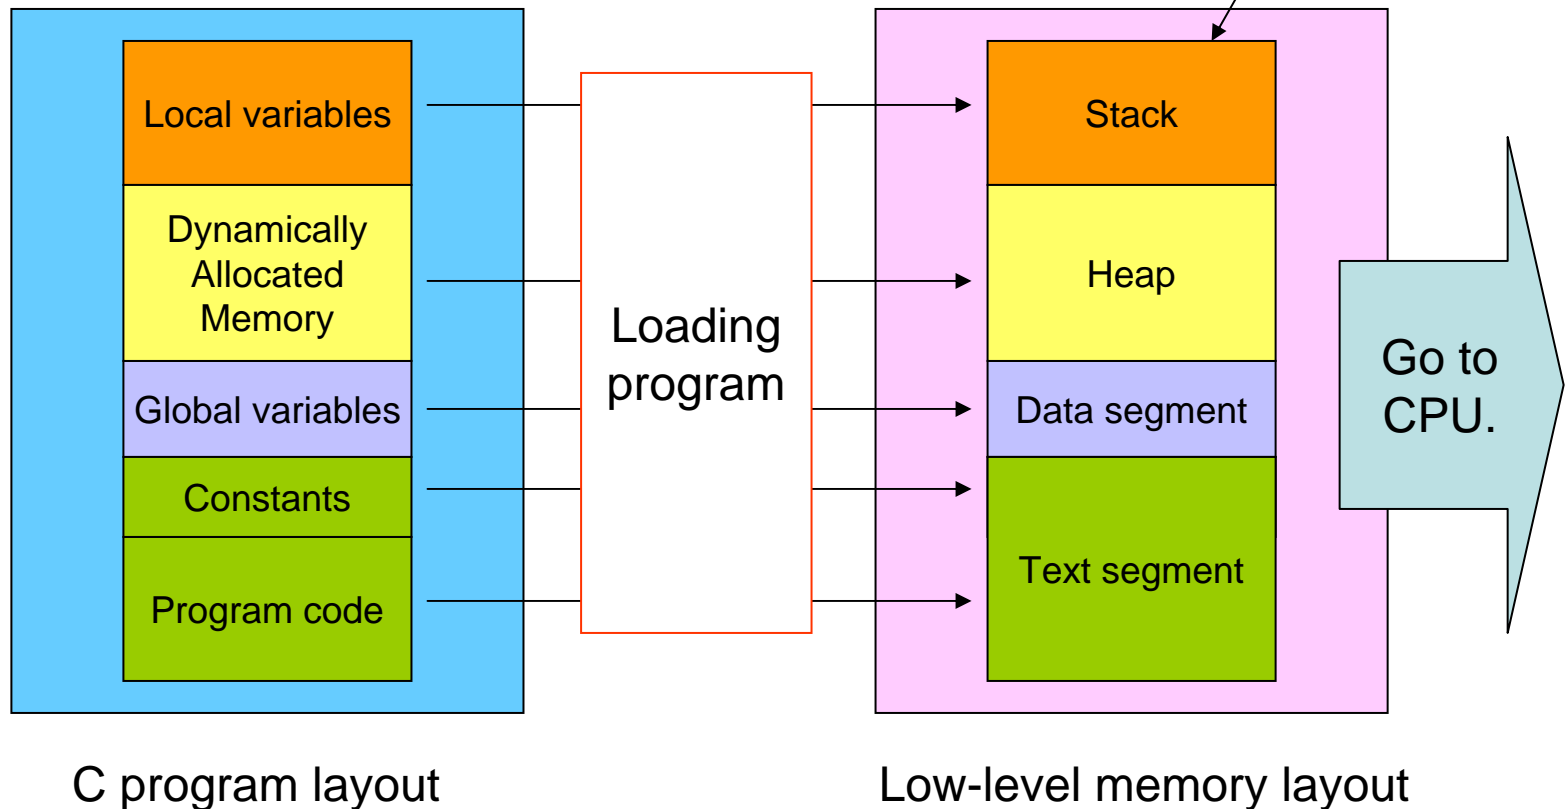 Local variables
Dynamically
Allocated
Memory
Global variables
Constants
Program code
Loading
program
Stack
Heap
Data segment
Text segment
Go to
CPU.
C program layout
Low-level memory layout